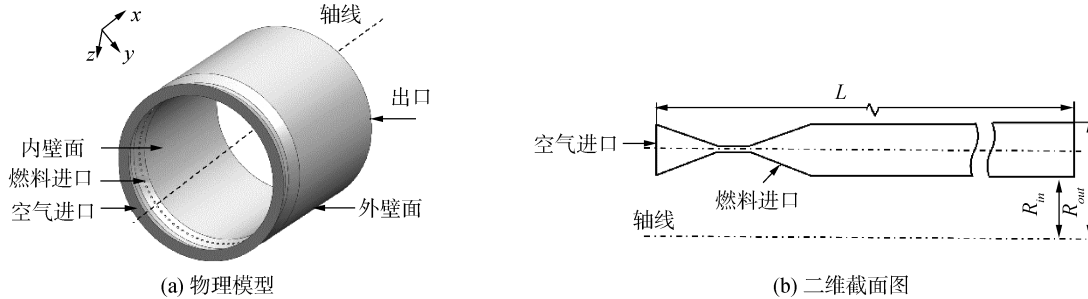 x
y
z
轴线
出口
内壁面
燃料进口
空气进口
外壁面
(a) 物理模型
L
空气进口
燃料进口
轴线
R_in
R_out
(b) 二维截面图